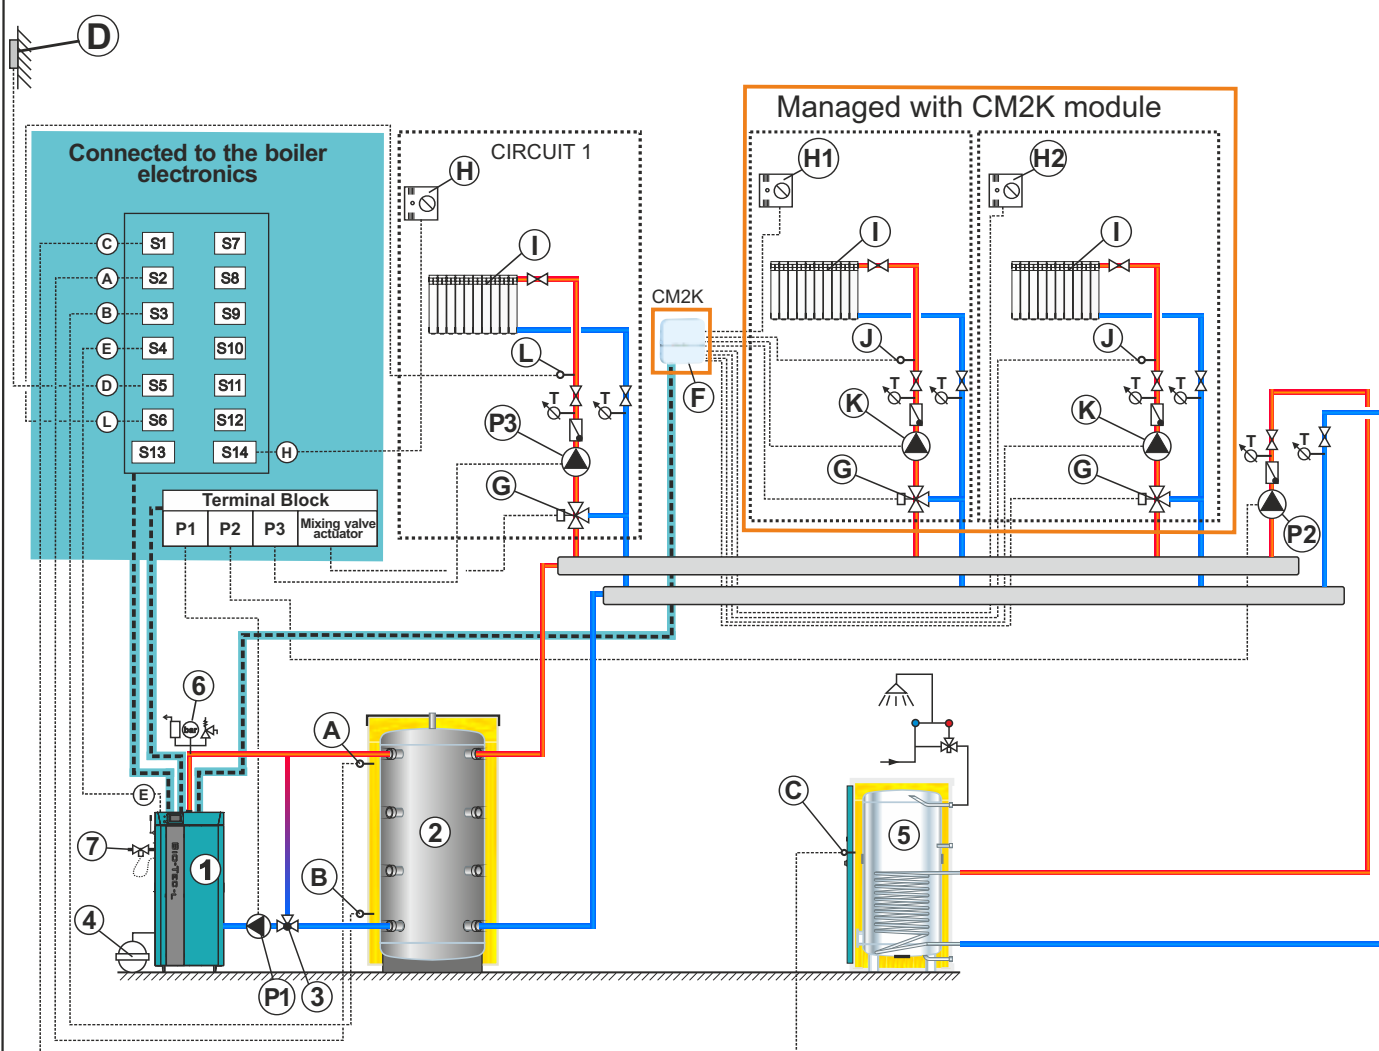 D
Managed with CM2K module
Connected to the boiler
electronics
CIRCUIT 1
H
H1
H2
C
S1
S7
I
I
I
A
S2
S8
B
S3
S9
CM2K
E
S4
S10
L
J
J
D
S5
S11
F
T
T
T
T
T
T
L
S6
S12
P3
K
K
S13
S14
H
T
T
G
G
G
Terminal Block
P1
P2
P3
Mixing valve
actuator
P2
6
bar
A
E
C
7
1
2
5
BIO-TEC-L
B
4
P1
3